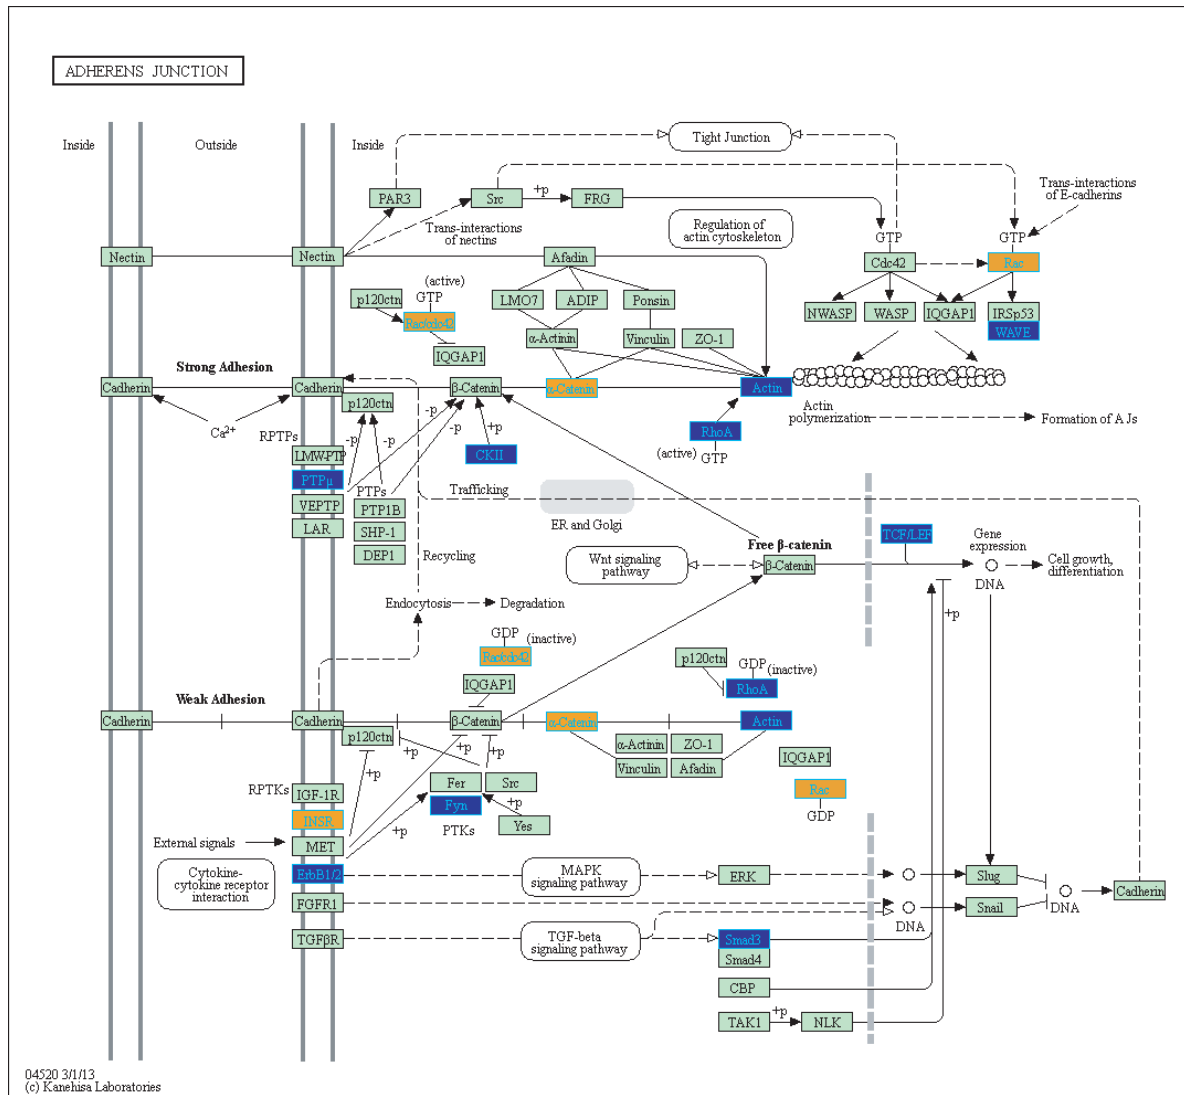 ADHERENS JUNCTION
Inside
Outside
Inside
Tight Junction
PAR3
Src
+p
FRG
Trans-interactions
of E-cadherins
Trans-interactions
of nectins
Regulation of
actin cytoskeleton
GTP
GTP
Nectin
Nectin
Afadin
Cdc42
Rac
(active)
GTP
p120ctn
Rac/cdc42
IQGAP1
LMO7
ADIP
Ponsin
α-Actinin
Vinculin
ZO-1
NWASP
WASP
IQGAP1
IRSp53
WAVE
Strong Adhesion
Cadherin
Cadherin
p120ctn
β-Catenin
α-Catenin
Actin
Actin
polymerization
Formation of AJs
Ca2+
RPTPs
-p
-p
-p
-p
+p
LMW-PTP
PTPμ
VEPTP
LAR
PTPs
PTP1B
SHP-1
DEP1
CKII
RhoA
(active)
GTP
Trafficking
ER and Golgi
Recycling
Free β-catenin
Wnt signaling
pathway
β-Catenin
TCF/LEF
Gene
expression
DNA
Cell growth,
differentiation
+p
Endocytosis
Degradation
GDP
(inactive)
Rac/cdc42
IQGAP1
p120ctn
GDP
(inactive)
RhoA
Weak Adhesion
Cadherin
Cadherin
p120ctn
β-Catenin
α-Catenin
Actin
+p
+p
+p
+p
α-Actinin
ZO-1
Vinculin
Afadin
IQGAP1
Rac
GDP
RPTKs
IGF-1R
INSR
MET
ErbB1/2
FGFR1
TGFβR
Fer
Src
Fyn
+p
PTKs
Yes
+p
External signals
Cytokine-
cytokine receptor
interaction
MAPK
signaling pathway
ERK
Slug
Snail
DNA
DNA
Cadherin
TGF-beta
signaling pathway
Smad3
Smad4
CBP
TAK1
+p
NLK
04520 3/1/13
(c) Kanehisa Laboratories